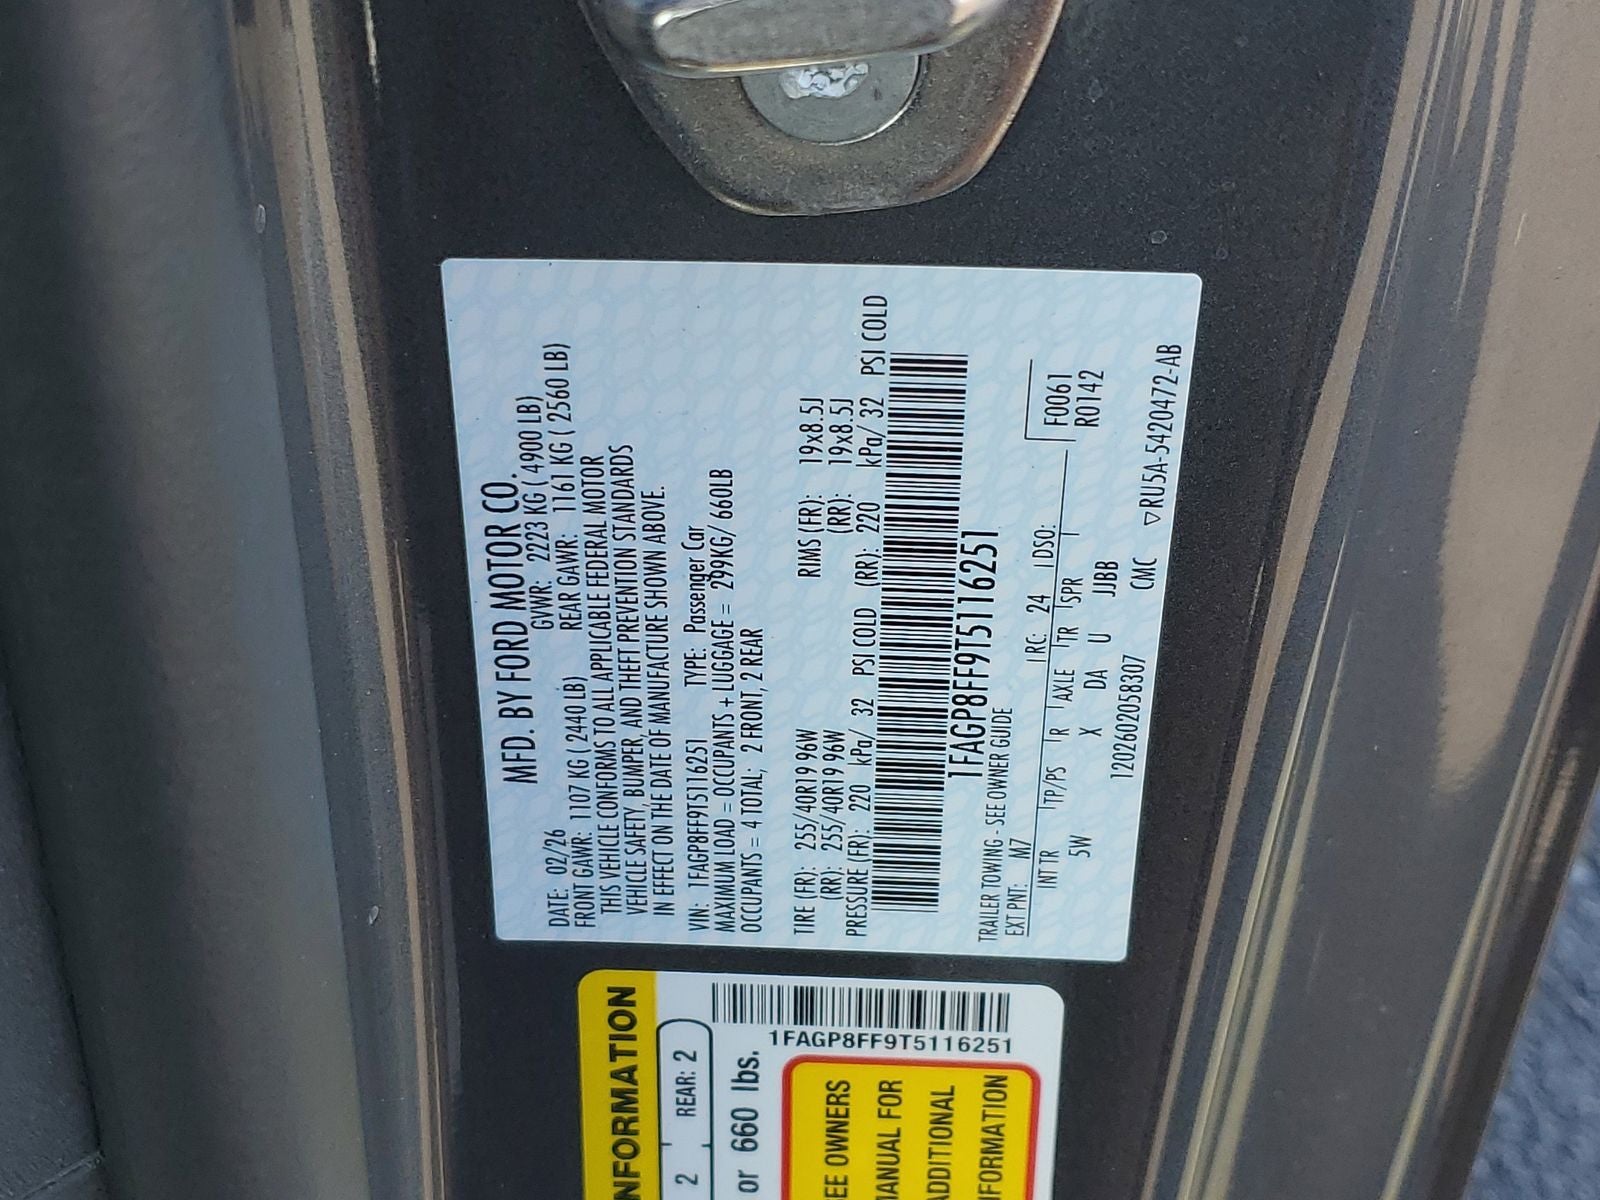 MFD. BY FORD MOTOR CO.
DATE: 02/26 GVWR: 2223 KG ( 4900 LB)
FRONT GAWR: 1107 KG ( 2440 LB) REAR GAWR: 1161 KG ( 2560 LB)
THIS VEHICLE CONFORMS TO ALL APPLICABLE FEDERAL MOTOR
VEHICLE SAFETY, BUMPER, AND THEFT PREVENTION STANDARDS
IN EFFECT ON THE DATE OF MANUFACTURE SHOWN ABOVE.
VIN: 1FAGP8FF9T5116251 TYPE: Passenger Car
MAXIMUM LOAD = OCCUPANTS + LUGGAGE = 299KG/ 660LB
OCCUPANTS = 4 TOTAL; 2 FRONT, 2 REAR
TIRE (FR): 255/40R19 96W RIMS (FR): 19x8.5J
(RR): 255/40R19 96W (RR): 19x8.5J
PRESSURE (FR): 220 kPa/ 32 PSI COLD (RR): 220 kPa/ 32 PSI COLD
1FAGP8FF9T5116251
TRAILER TOWING - SEE OWNER GUIDE
EXT PNT: M7 RC: 24 DSO:
F0061
R0142
INT TR TP/PS R AXLE TR SPR
5W X DA U JJBB
120260205830​7 CMC ▽RU5A-5420472-AB
NFORMATION
2 REAR: 2
or 660 lbs.
1FAGP8FF9T5116251
EE OWNERS
IANUAL FOR
ADDITIONAL
IFORMATION